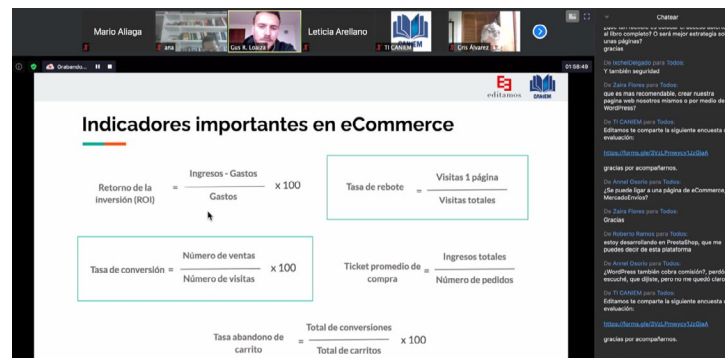 Mario Aliaga
ana
Gus R. Loaiza
Leticia Arellano
TI CANIEM
Cris Álvarez
Grabando...
01:58:49
editamos
CANIEM
Indicadores importantes en eCommerce
Retorno de la
inversión (ROI)
=
Ingresos - Gastos
Gastos
x 100
Tasa de rebote =
Visitas 1 página
Visitas totales
Tasa de conversión =
Número de ventas
Número de visitas
x 100
Ticket promedio de
compra
=
Ingresos totales
Número de pedidos
Tasa abandono de
carrito
=
Total de conversiones
Total de carritos
x 100
Chatear
al libro completo? O será mejor estrategia so
unas páginas?
gracias
De IxchelDelgado para Todos:
Y también seguridad
De Zaira Flores para Todos:
que es mas recomendable, crear nuestra
pagina web nosotros mismos o por medio de
WordPress?
De TI CANIEM para Todos:
Editamos te comparte la siguiente encuesta
evaluación:
gracias por acompañarnos.
De Annel Osorio para Todos:
¿Se puede ligar a una página de eCommerce,
MercadoEnvíos?
De Zaira Flores para Todos:
Gracias
De Roberto Ramos para Todos:
estoy desarrollando en PrestaShop, que me
puedes decir de esta plataforma
De Annel Osorio para Todos:
¿WordPress también cobra comisión?, perdó
escuché, que dijiste, pero no me quedó claro
De TI CANIEM para Todos:
Editamos te comparte la siguiente encuesta
evaluación:
gracias por acompañarnos.